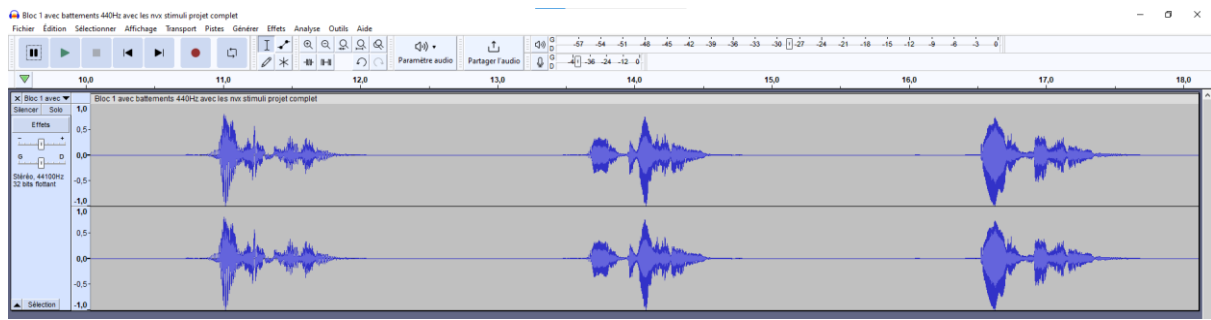 Bloc 1 avec battements 440Hz avec les nvx stimuli projet complet
Fichier Édition Sélectionner Affichage Transport Pistes Générer Effets Analyse Outils Aide
G D -57 -54 -51 -48 -45 -42 -39 -36 -33 -30 -27 -24 -21 -18 -15 -12 -9 -6 -3 0
Paramètre audio Partager l'audio G D -36 -24 -12 0
10,0 11,0 12,0 13,0 14,0 15,0 16,0 17,0 18,0
Bloc 1 avec Bloc 1 avec battements 440Hz avec les nvx stimuli projet complet
Silencer Solo 1,0
Effets
- + 0,5
G D 0,0
Stéréo, 44100Hz
32 bits flottant
-0,5
-1,0
1,0
0,5
0,0
-0,5
Sélection -1,0